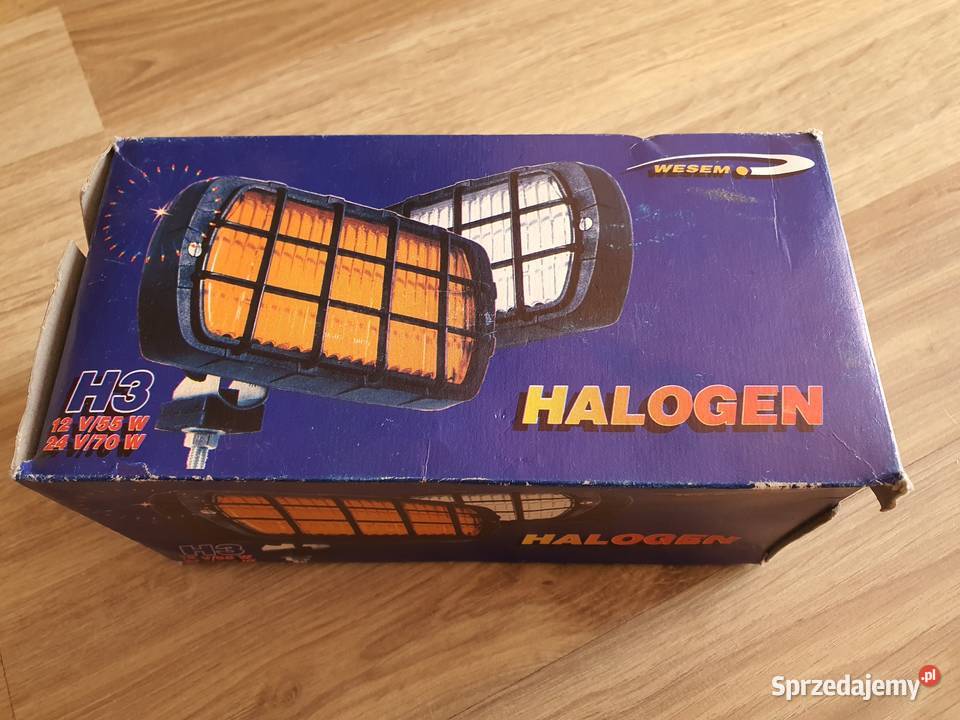 WESEM
H3
12 V/55 W
24 V/70 W
HALOGEN
H3
HALOGEN
Sprzedajemy.pl